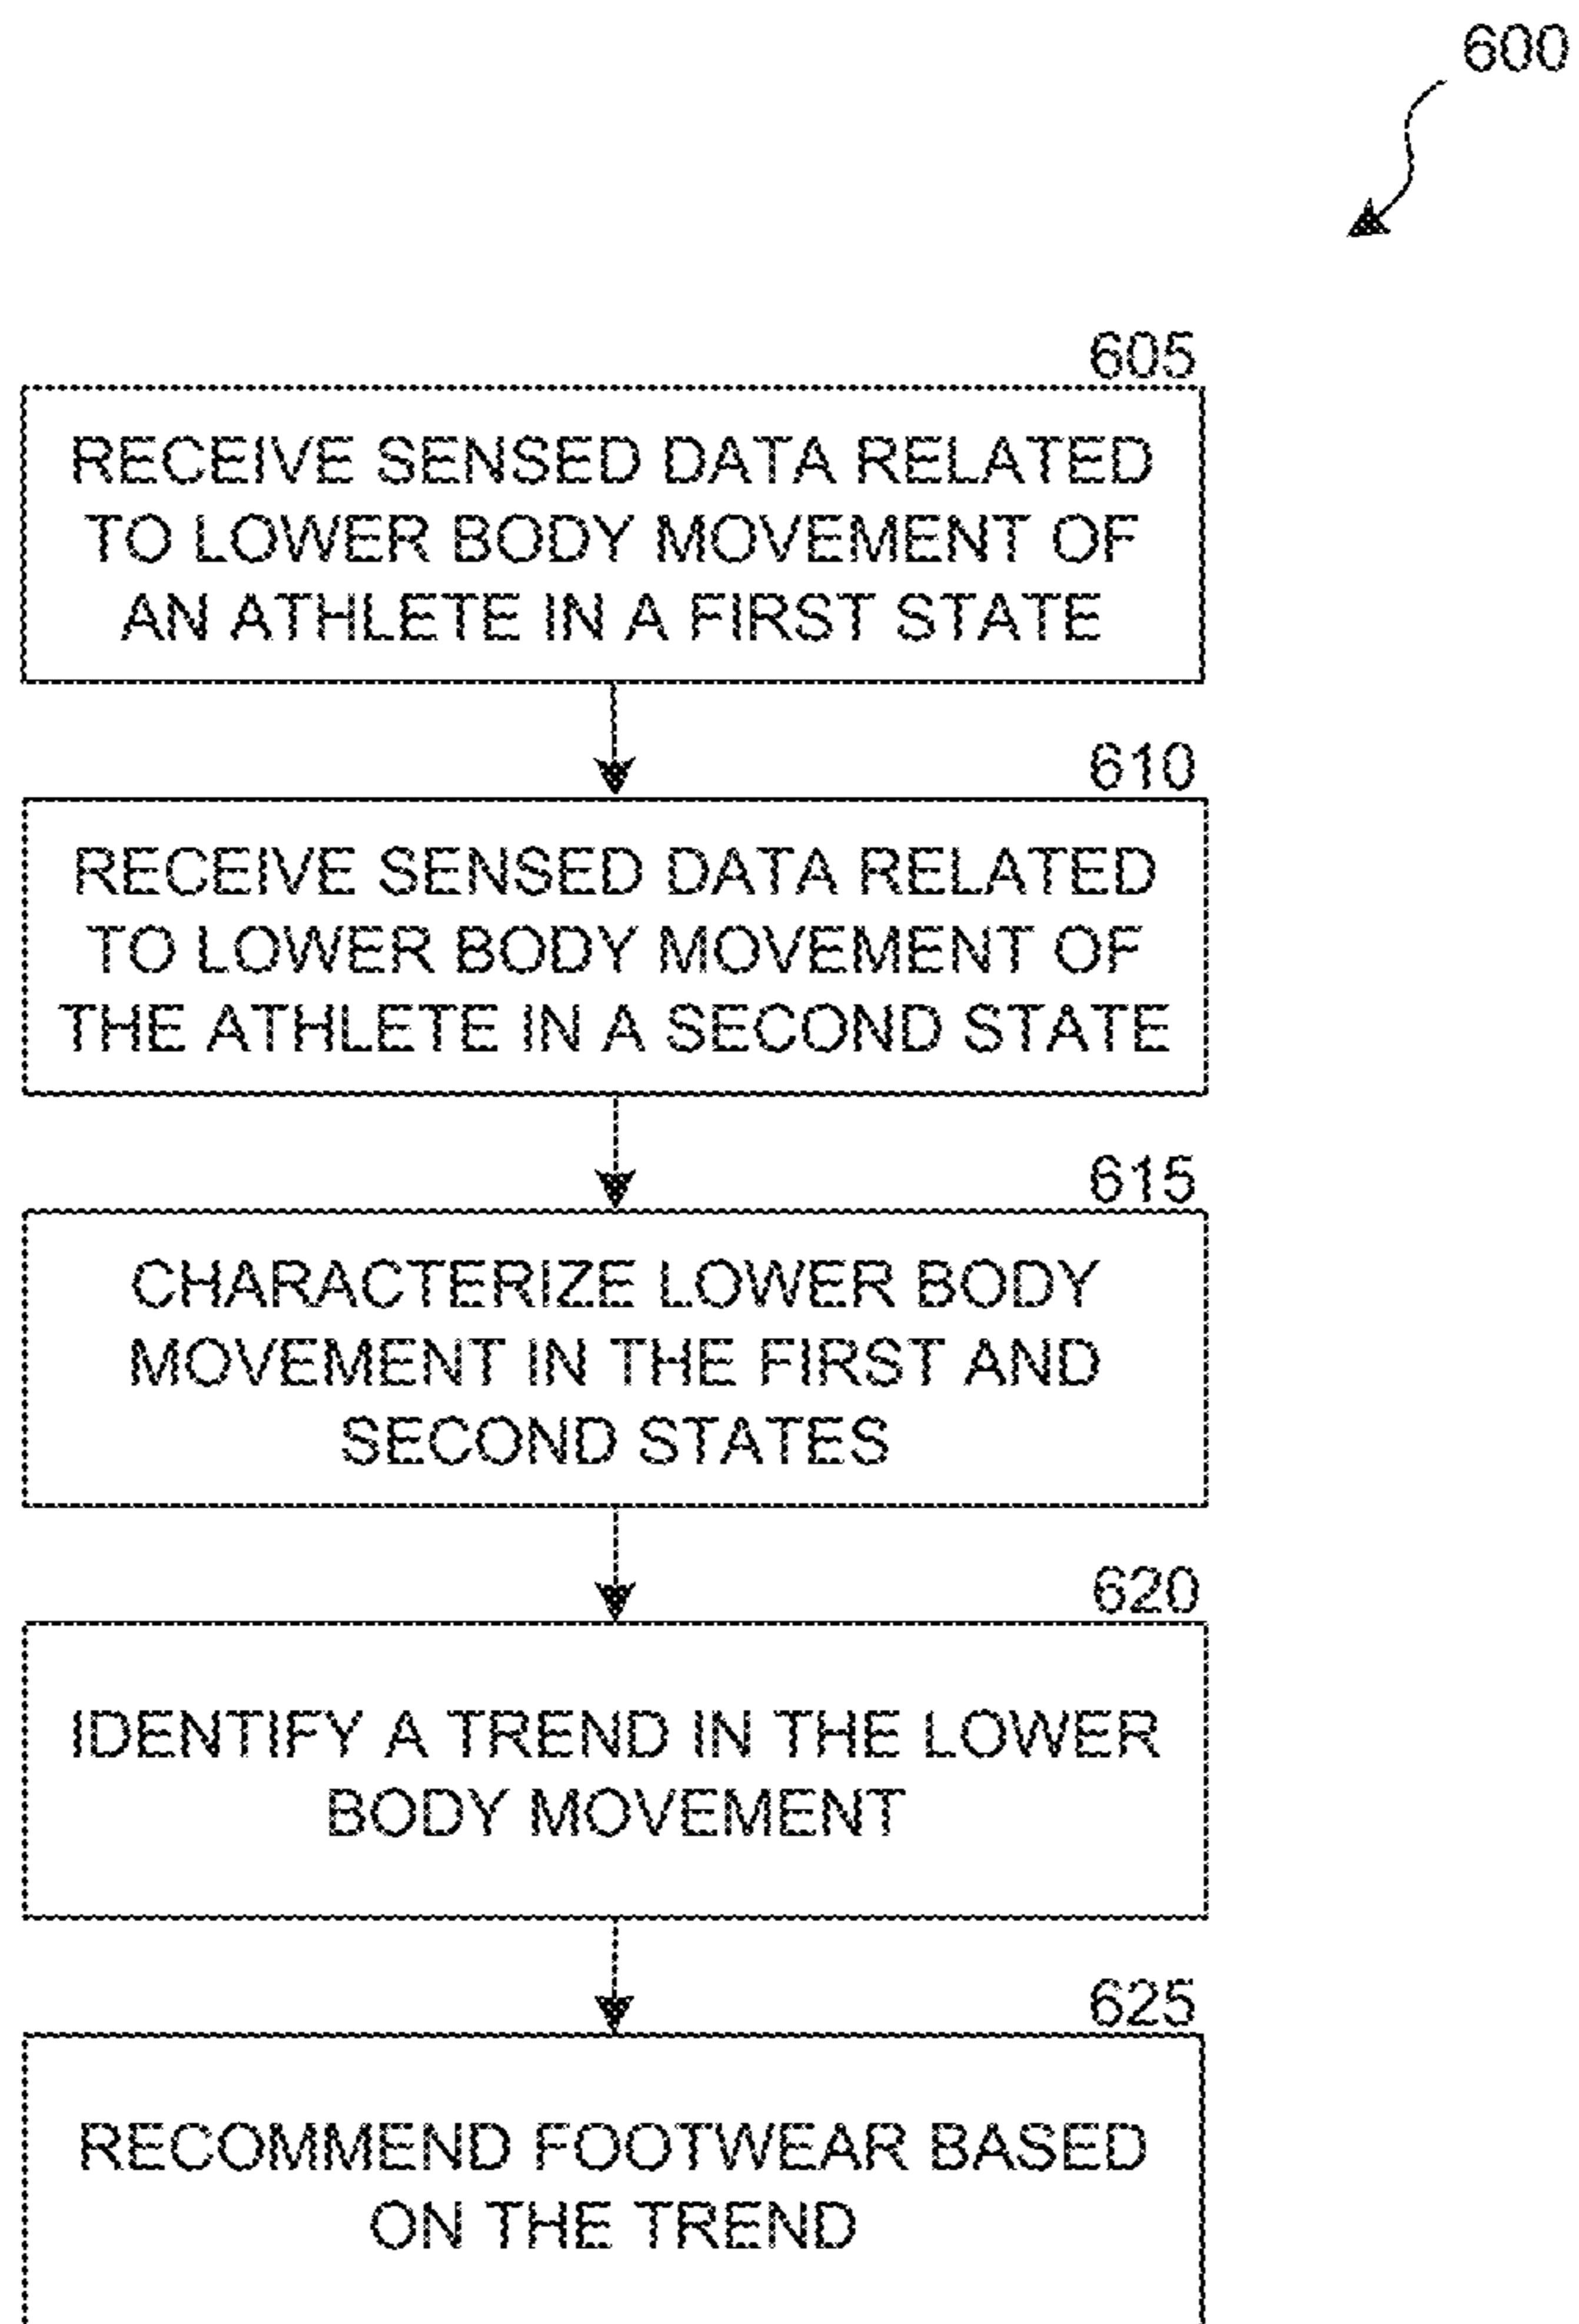 600
605
RECEIVE SENSED DATA RELATED
TO LOWER BODY MOVEMENT OF
AN ATHLETE IN A FIRST STATE
610
RECEIVE SENSED DATA RELATED
TO LOWER BODY MOVEMENT OF
THE ATHLETE IN A SECOND STATE
615
CHARACTERIZE LOWER BODY
MOVEMENT IN THE FIRST AND
SECOND STATES
620
IDENTIFY A TREND IN THE LOWER
BODY MOVEMENT
625
RECOMMEND FOOTWEAR BASED
ON THE TREND